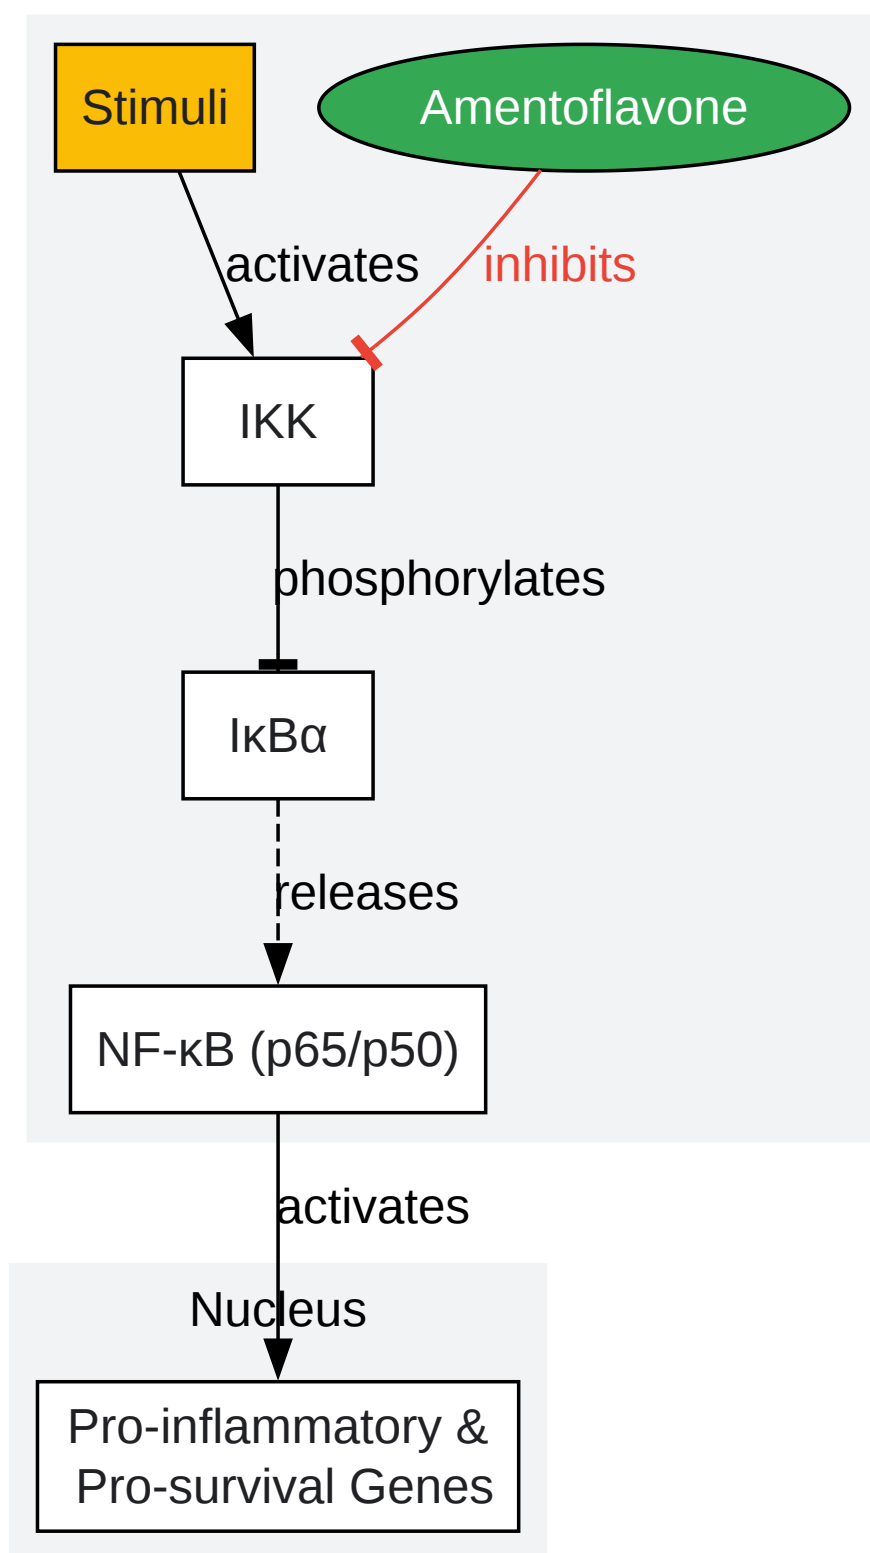 Stimuli
Amentoflavone
activates
inhibits
IKK
phosphorylates
IκBα
releases
NF-κB (p65/p50)
activates
Nucleus
Pro-inflammatory &
Pro-survival Genes